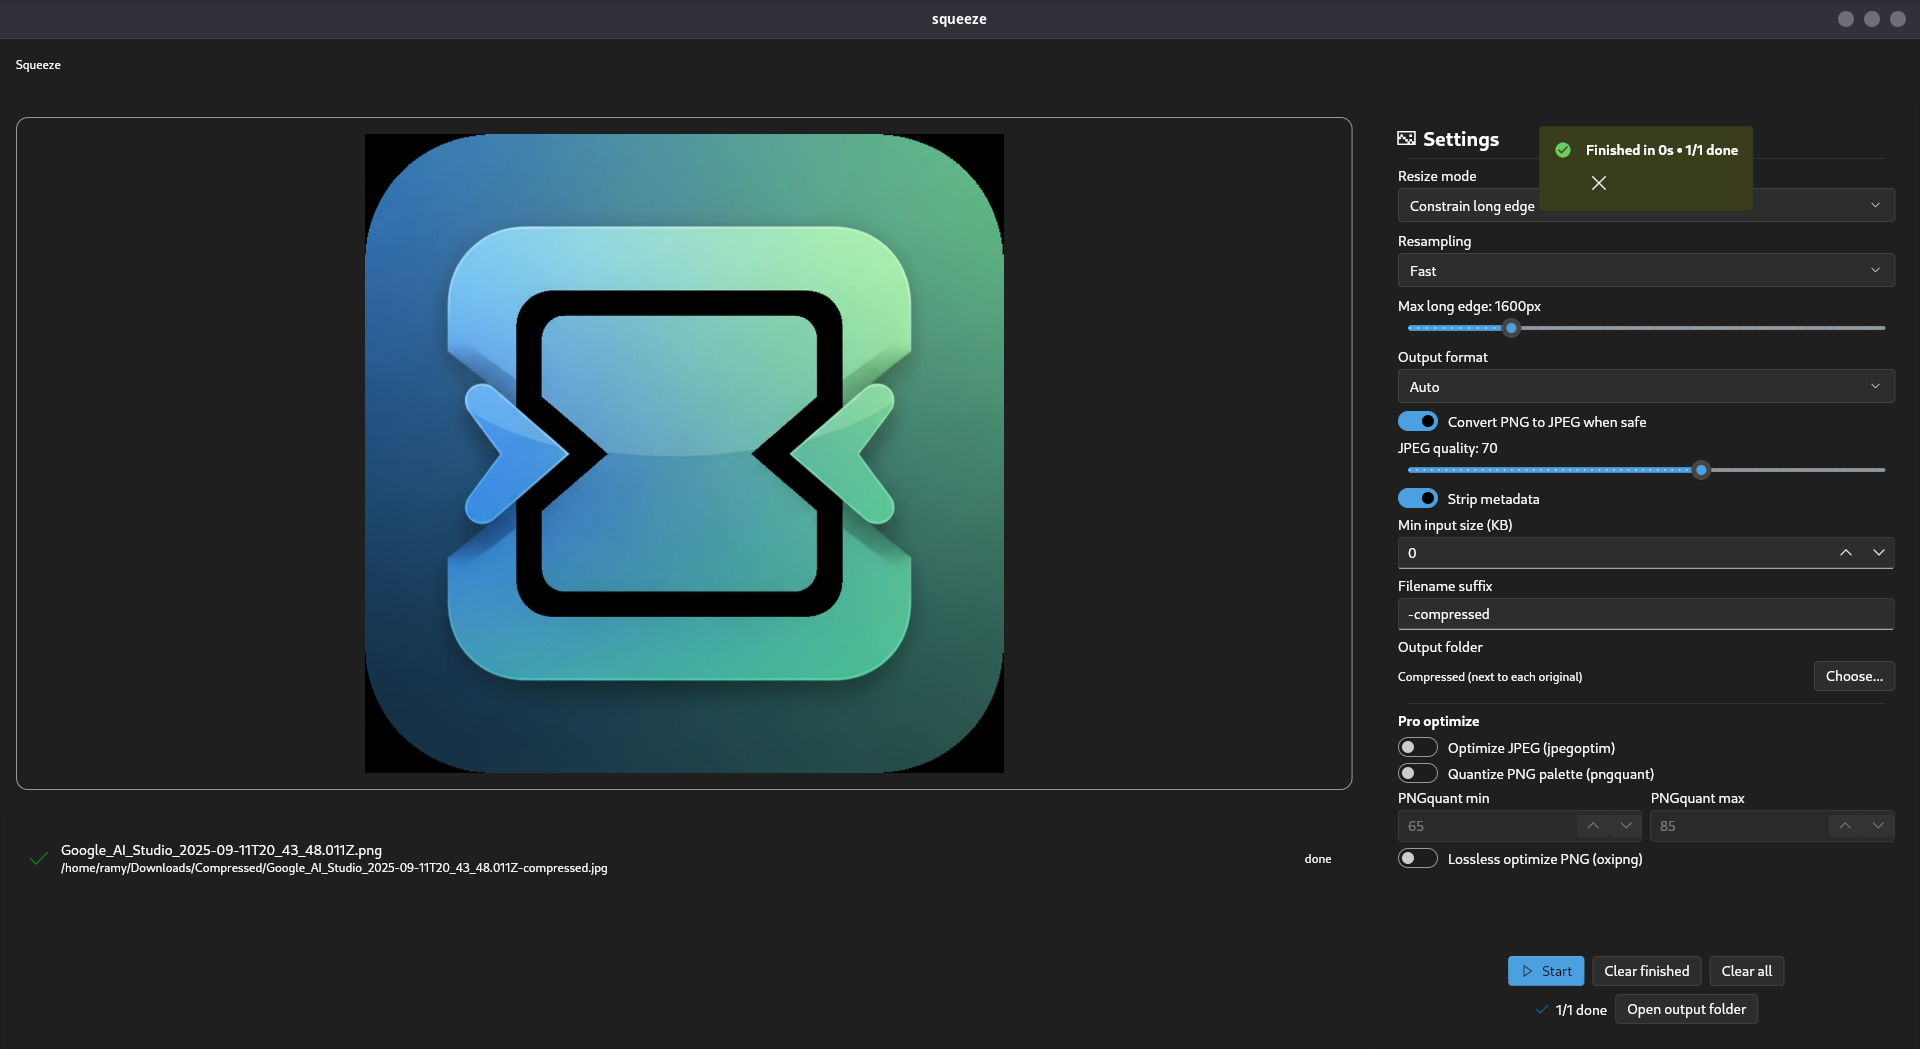 squeeze
Squeeze
Settings
Finished in 0s • 1/1 done
Resize mode
Constrain long edge
Resampling
Fast
Max long edge: 1600px
Output format
Auto
Convert PNG to JPEG when safe
JPEG quality: 70
Strip metadata
Min input size (KB)
0
Filename suffix
-compressed
Output folder
Compressed (next to each original)
Choose...
Pro optimize
Optimize JPEG (jpegoptim)
Quantize PNG palette (pngquant)
PNGquant min
PNGquant max
65
85
Lossless optimize PNG (oxipng)
Google_AI_Studio_2025-09-11T20_43_48.011Z.png
/home/ramy/Downloads/Compressed/Google_AI_Studio_2025-09-11T20_43_48.011Z-compressed.jpg
done
Start
Clear finished
Clear all
1/1 done
Open output folder